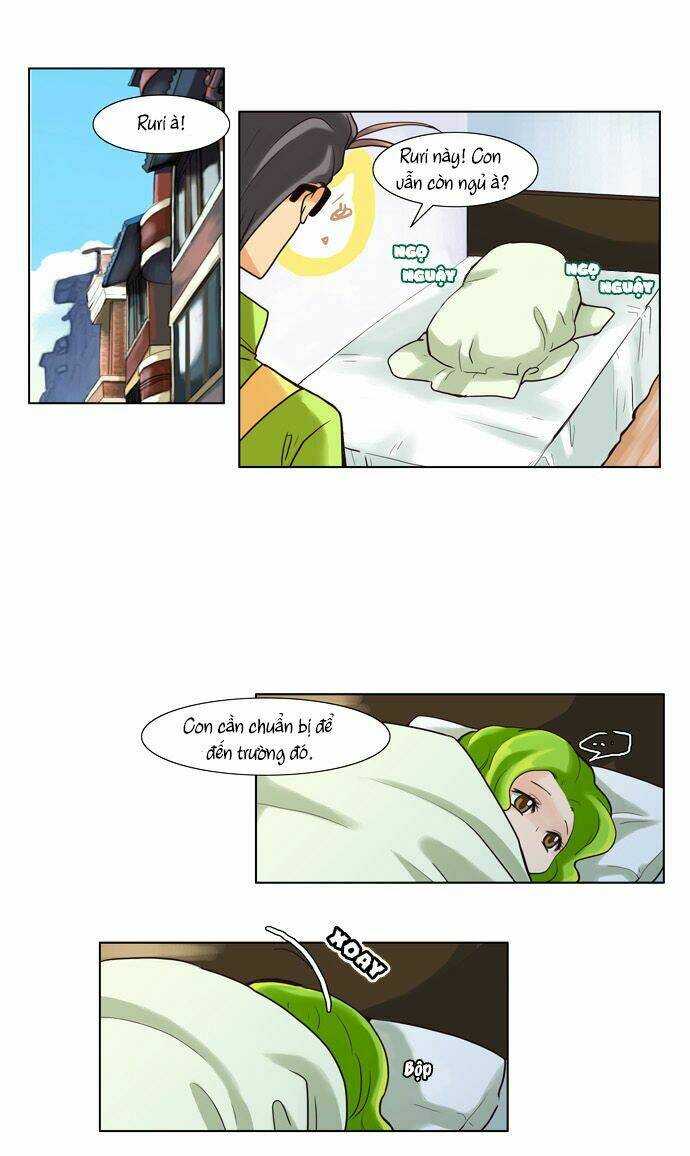 Ruri à!
Ruri này! Con
vẫn còn ngủ à?
NGỌ
NGUẬY
NGỌ
NGUẬY
Con cần chuẩn bị để
đến trường đó.
...
XOAY
Bộp